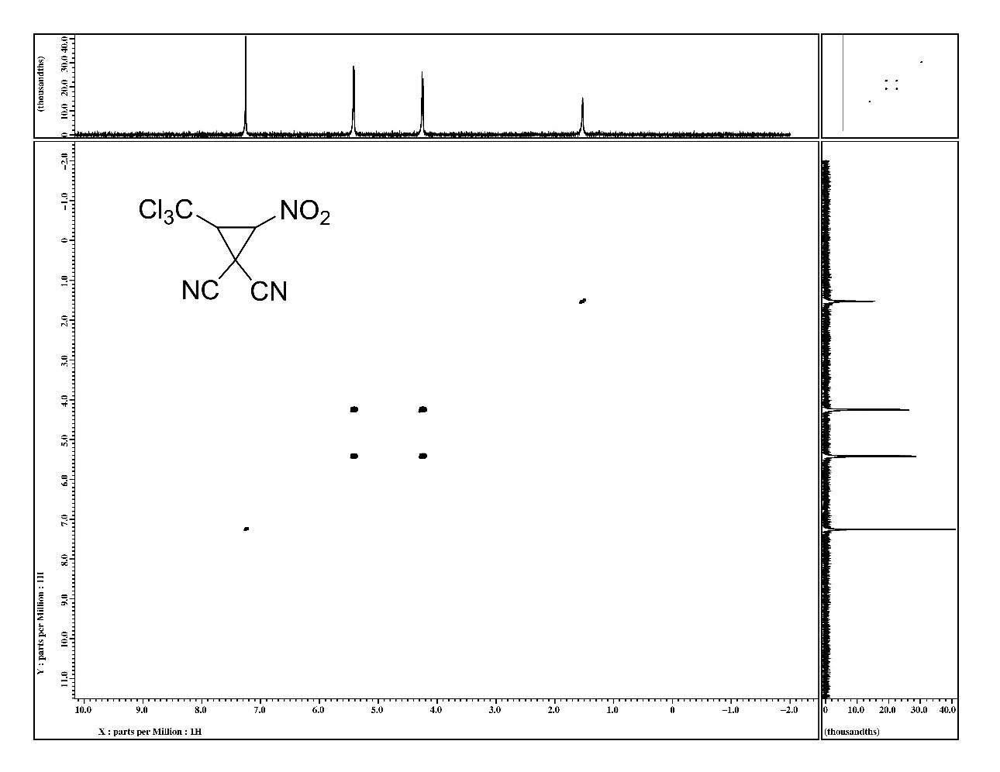 (thousandths)
0 10.0 20.0 30.0 40.0
-2.0
-1.0
0
1.0
2.0
3.0
4.0
5.0
6.0
7.0
8.0
9.0
10.0
11.0
Y : parts per Million : 1H
Cl3C NO2
NC CN
10.0 9.0 8.0 7.0 6.0 5.0 4.0 3.0 2.0 1.0 0 -1.0 -2.0
X : parts per Million : 1H
0 10.0 20.0 30.0 40.0
(thousandths)